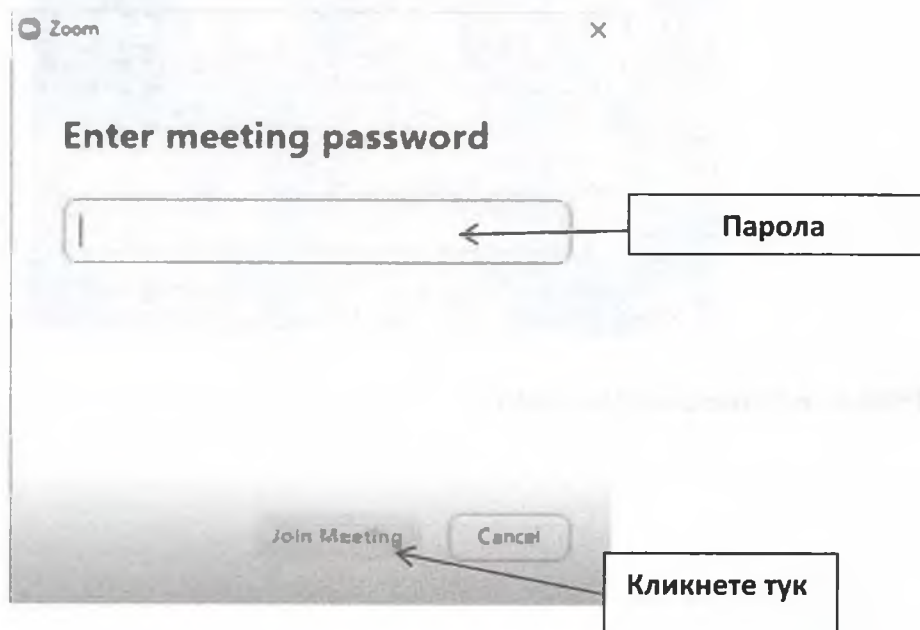 Zoom
Enter meeting password
Парола
Join Meeting
Cancel
Кликнете тук